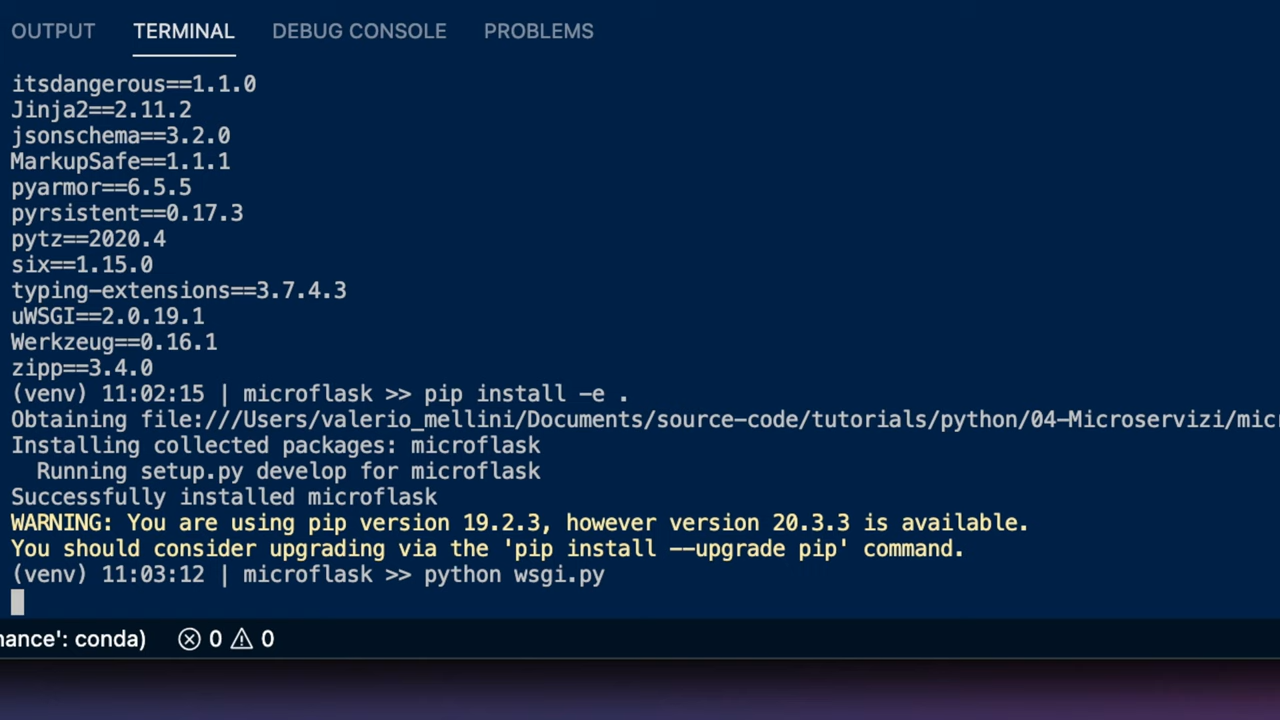 OUTPUT TERMINAL DEBUG CONSOLE PROBLEMS
itsdangerous==1.1.0
Jinja2==2.11.2
jsonschema==3.2.0
MarkupSafe==1.1.1
pyarmor==6.5.5
pyrsistent==0.17.3
pytz==2020.4
six==1.15.0
typing-extensions==3.7.4.3
uWSGI==2.0.19.1
Werkzeug==0.16.1
zipp==3.4.0
(venv) 11:02:15 | microflask >> pip install -e .
Obtaining file:///Users/valerio_mellini/Documents/source-code/tutorials/python/04-Microservizi/mic
Installing collected packages: microflask
Running setup.py develop for microflask
Successfully installed microflask
WARNING: You are using pip version 19.2.3, however version 20.3.3 is available.
You should consider upgrading via the 'pip install --upgrade pip' command.
(venv) 11:03:12 | microflask >> python wsgi.py
nance': conda) 0 0